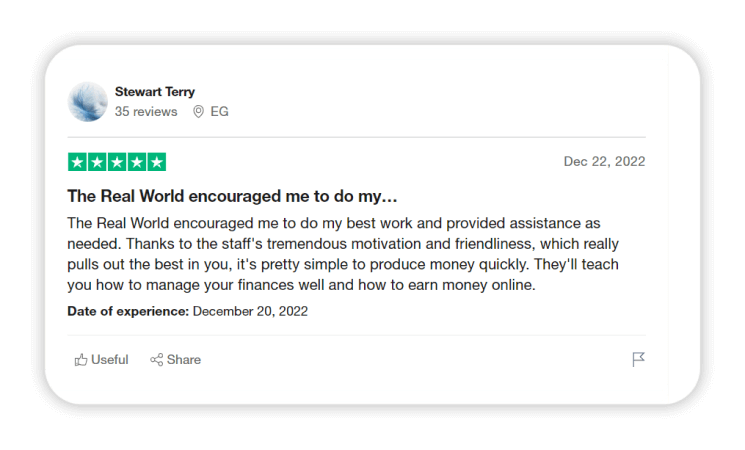 Stewart Terry
35 reviews EG
Dec 22, 2022
The Real World encouraged me to do my…
The Real World encouraged me to do my best work and provided assistance as
needed. Thanks to the staff's tremendous motivation and friendliness, which really
pulls out the best in you, it's pretty simple to produce money quickly. They'll teach
you how to manage your finances well and how to earn money online.
Date of experience: December 20, 2022
Useful Share